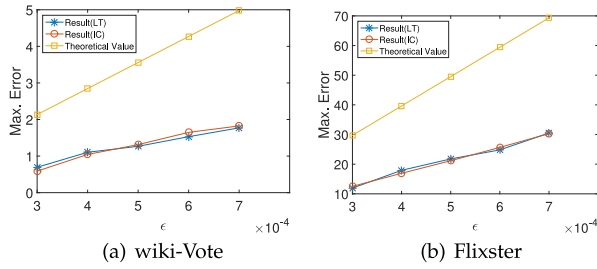 5
4
3
2
1
0
Max. Error
Result(LT)
Result(IC)
Theoretical Value
3 4 5 6 7
ϵ
×10⁻⁴
(a) wiki-Vote
70
60
50
40
30
20
10
Max. Error
Result(LT)
Result(IC)
Theoretical Value
3 4 5 6 7
ϵ
×10⁻⁴
(b) Flixster